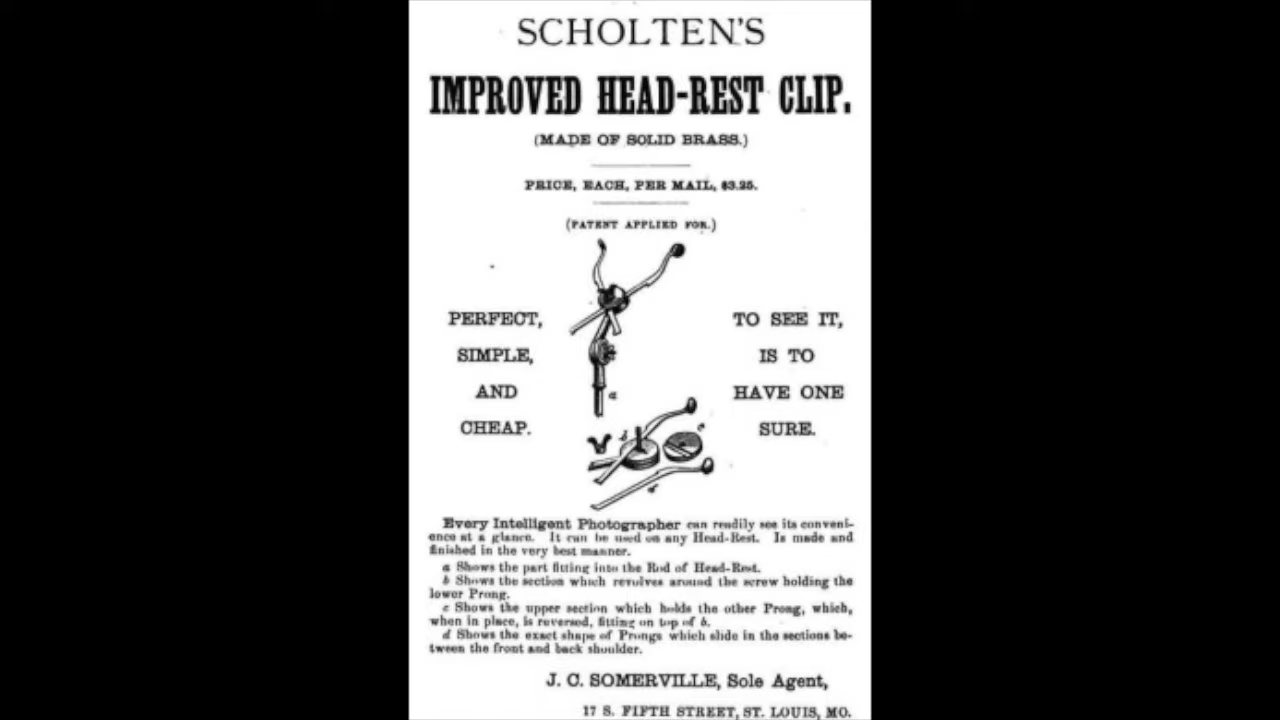 SCHOLTEN'S
IMPROVED HEAD-REST CLIP.
(MADE OF SOLID BRASS.)
PRICE, EACH, PER MAIL, $3.25.
(PATENT APPLIED FOR.)
PERFECT,
SIMPLE,
AND
CHEAP.
TO SEE IT,
IS TO
HAVE ONE
SURE.
a
b
c
d
Every Intelligent Photographer can readily see its conveni-
ence at a glance. It can be used on any Head-Rest. Is made and
finished in the very best manner.
a Shows the part fitting into the Rod of Head-Rest.
b Shows the section which revolves around the screw holding the
lower Prong.
c Shows the upper section which holds the other Prong, which,
when in place, is reversed, fitting on top of b.
d Shows the exact shape of Prongs which slide in the sections be-
tween the front and back shoulder.
J. C. SOMERVILLE, Sole Agent,
17 S. FIFTH STREET, ST. LOUIS, MO.